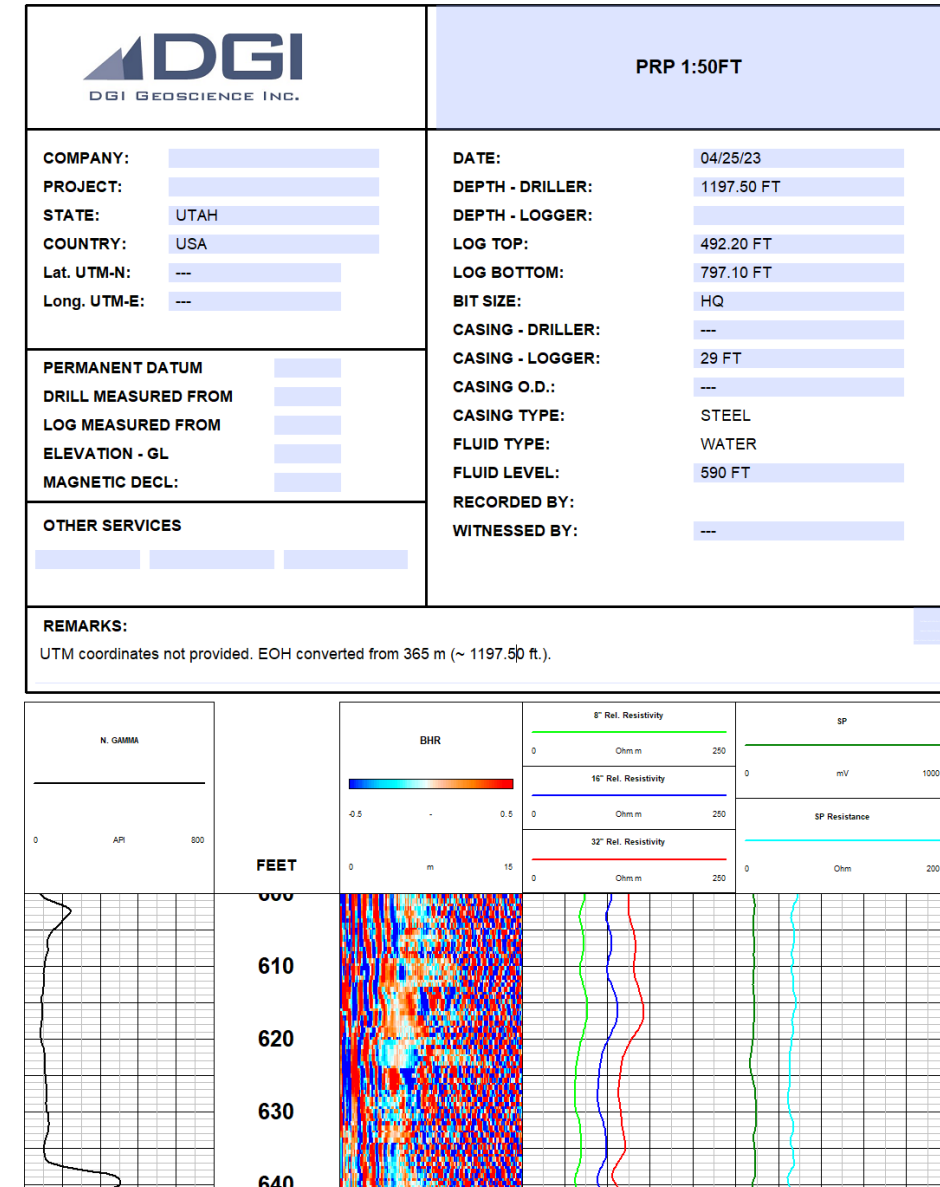 DGI
DGI GEOSCIENCE INC.
PRP 1:50FT
COMPANY:
PROJECT:
STATE: UTAH
COUNTRY: USA
Lat. UTM-N: ---
Long. UTM-E: ---
PERMANENT DATUM
DRILL MEASURED FROM
LOG MEASURED FROM
ELEVATION - GL
MAGNETIC DECL:
OTHER SERVICES
DATE: 04/25/23
DEPTH - DRILLER: 1197.50 FT
DEPTH - LOGGER:
LOG TOP: 492.20 FT
LOG BOTTOM: 797.10 FT
BIT SIZE: HQ
CASING - DRILLER: ---
CASING - LOGGER: 29 FT
CASING O.D.: ---
CASING TYPE: STEEL
FLUID TYPE: WATER
FLUID LEVEL: 590 FT
RECORDED BY:
WITNESSED BY: ---
REMARKS:
UTM coordinates not provided. EOH converted from 365 m (~ 1197.50 ft.).
N. GAMMA
0 API 800
FEET
BHR
-0.5 - 0.5
0 m 15
8" Rel. Resistivity
0 Ohm m 250
16" Rel. Resistivity
0 Ohm m 250
32" Rel. Resistivity
0 Ohm m 250
SP
0 mV 1000
SP Resistance
0 Ohm 200
600
610
620
630
640